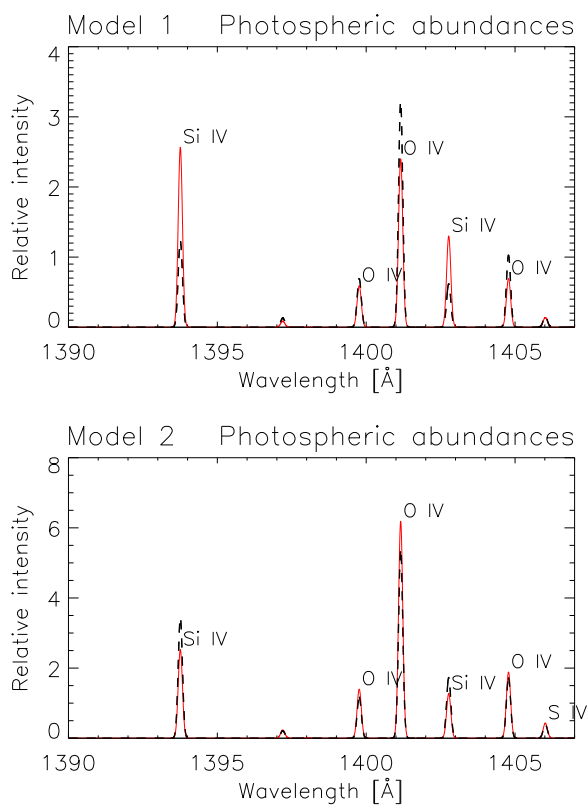 Model 1 Photospheric abundances
4
Si IV
O IV
3
Si IV
2
O IV
O IV
1
0
Relative intensity
1390 1395 1400 1405
Wavelength [Å]
Model 2 Photospheric abundances
8
O IV
6
4
Si IV
O IV
2
O IV
Si IV
S IV
0
Relative intensity
1390 1395 1400 1405
Wavelength [Å]